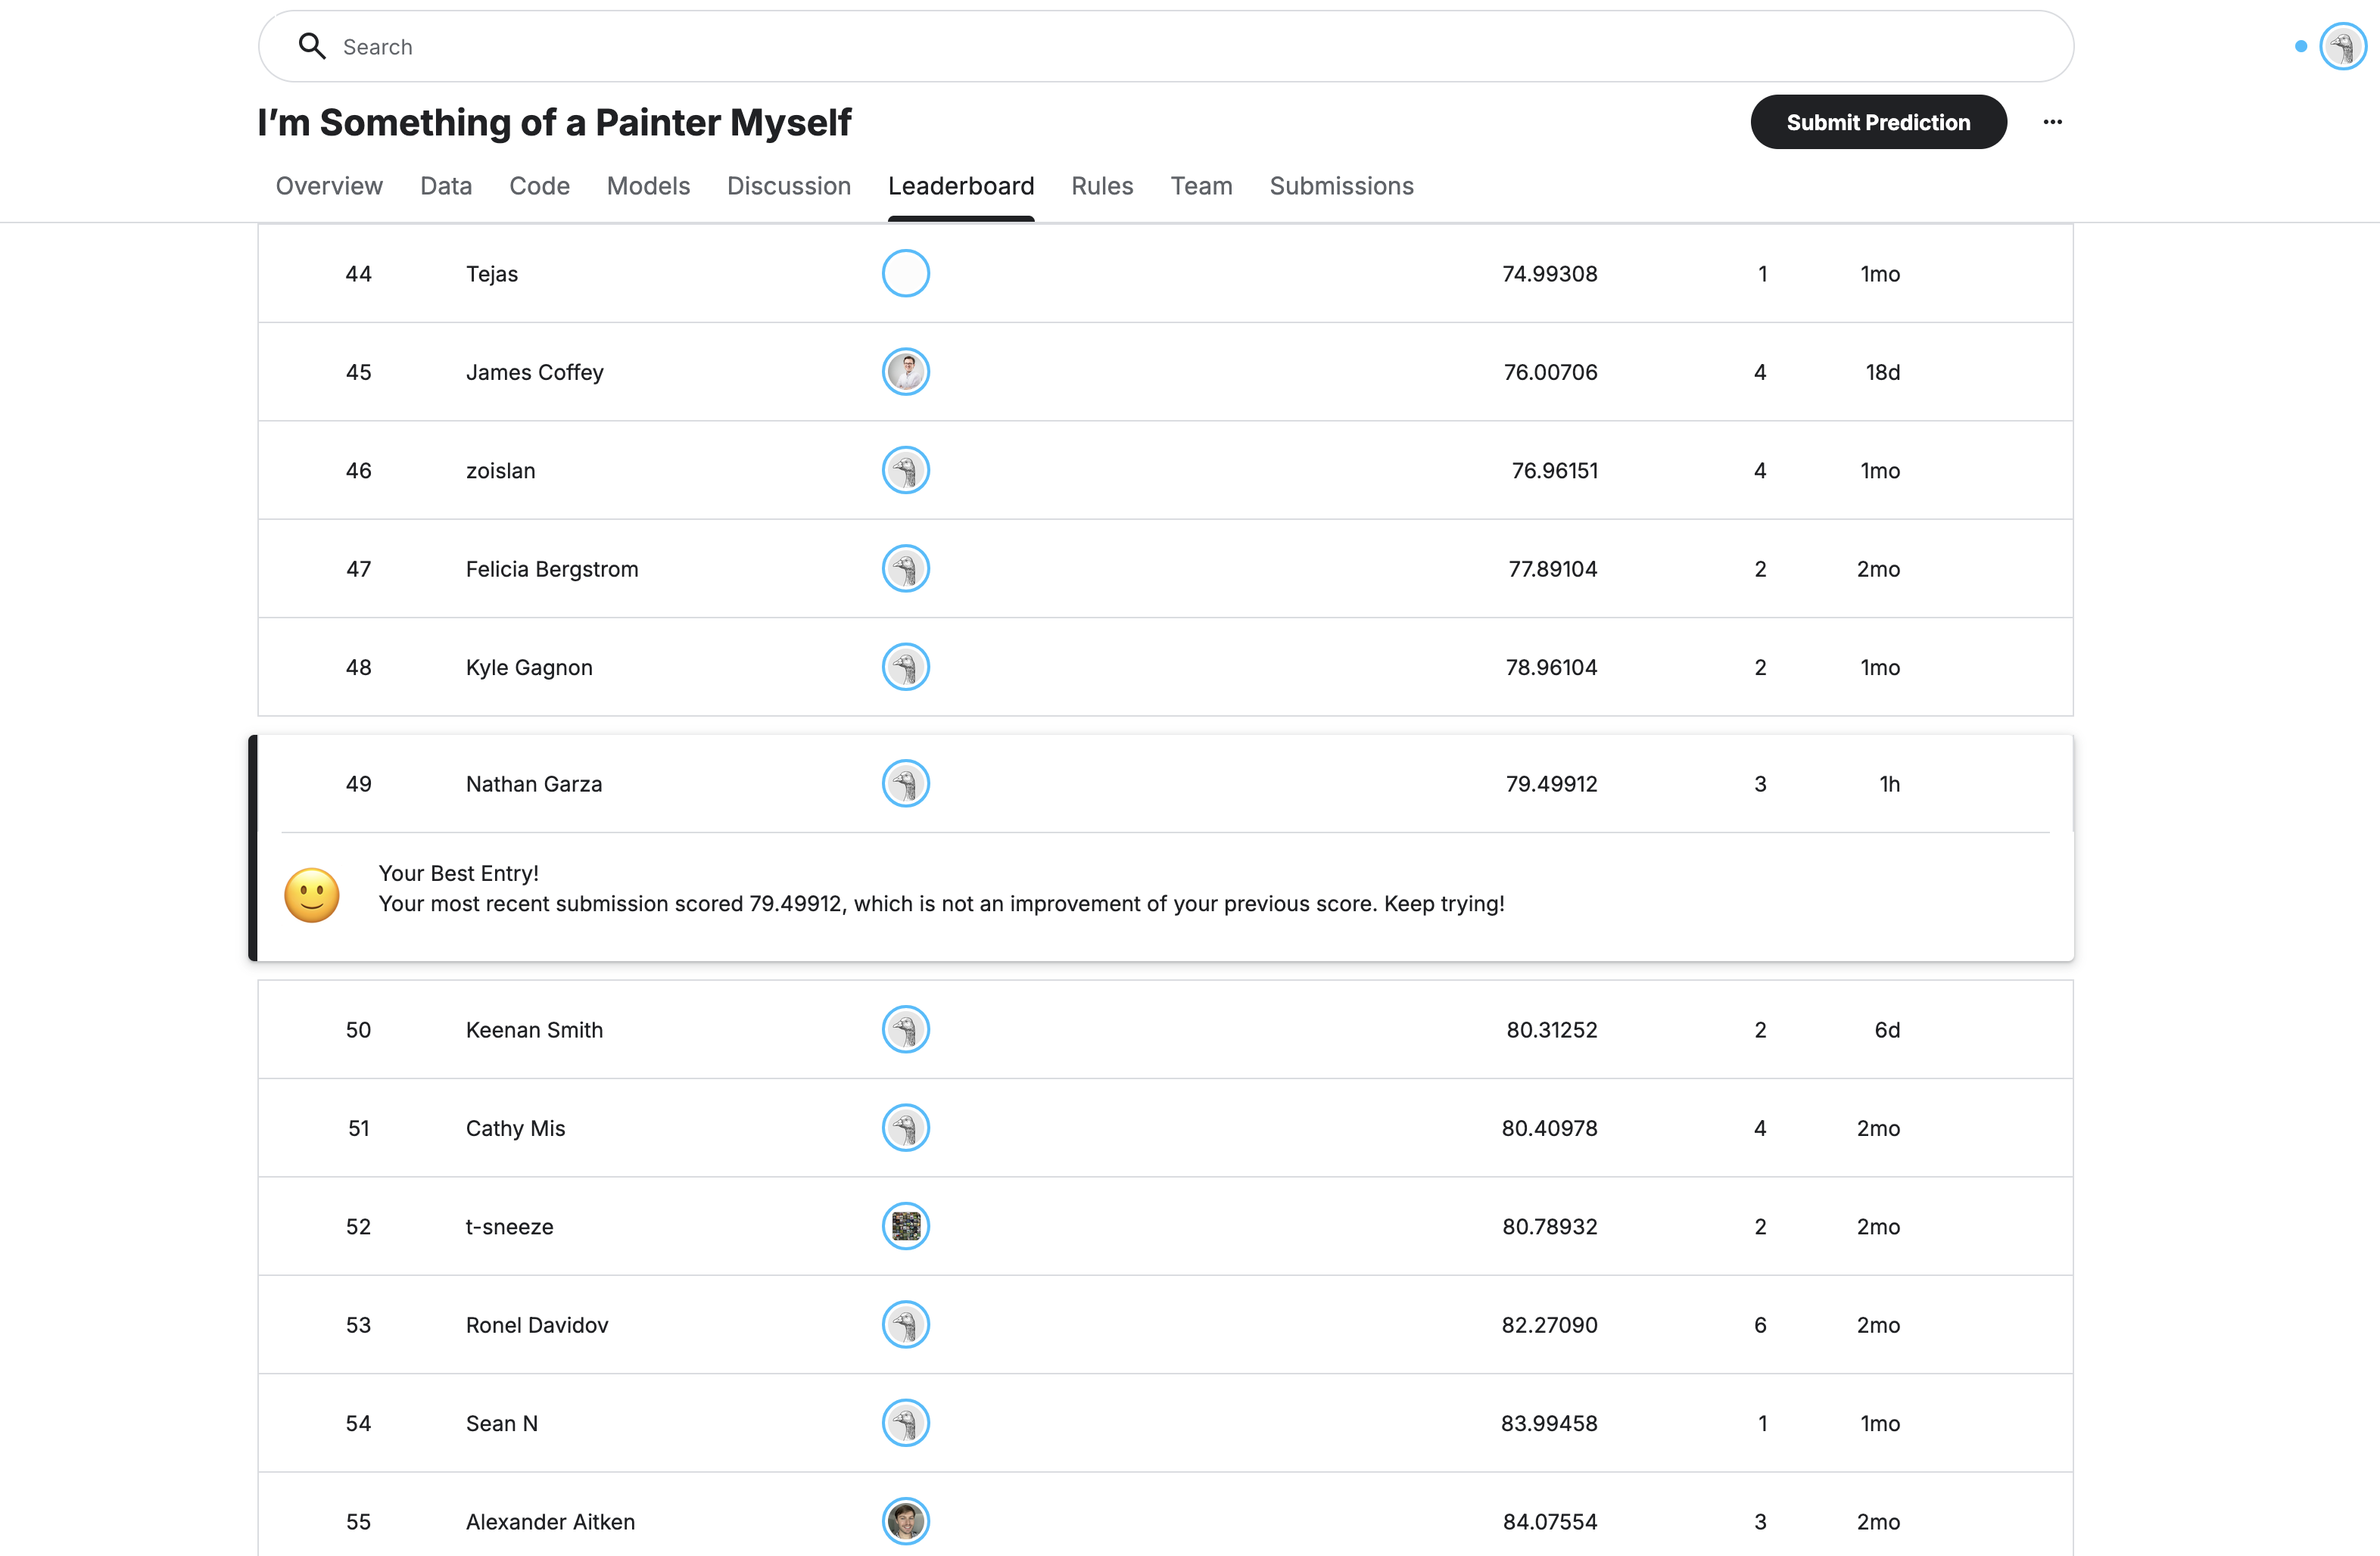 Search
I’m Something of a Painter Myself
Submit Prediction
Overview Data Code Models Discussion Leaderboard Rules Team Submissions
44 Tejas 74.99308 1 1mo
45 James Coffey 76.00706 4 18d
46 zoislan 76.96151 4 1mo
47 Felicia Bergstrom 77.89104 2 2mo
48 Kyle Gagnon 78.96104 2 1mo
49 Nathan Garza 79.49912 3 1h
Your Best Entry!
Your most recent submission scored 79.49912, which is not an improvement of your previous score. Keep trying!
50 Keenan Smith 80.31252 2 6d
51 Cathy Mis 80.40978 4 2mo
52 t-sneeze 80.78932 2 2mo
53 Ronel Davidov 82.27090 6 2mo
54 Sean N 83.99458 1 1mo
55 Alexander Aitken 84.07554 3 2mo